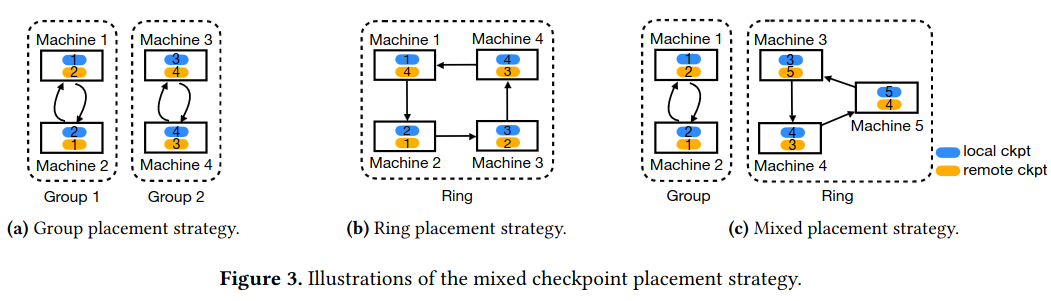 Machine 1
1
2
2
1
Machine 2
Group 1
Machine 3
3
4
4
3
Machine 4
Group 2
(a) Group placement strategy.
Machine 1
1
4
Machine 4
4
3
2
1
Machine 2
3
2
Machine 3
Ring
(b) Ring placement strategy.
Machine 1
1
2
2
1
Machine 2
Group
Machine 3
3
5
5
4
Machine 5
4
3
Machine 4
Ring
local ckpt
remote ckpt
(c) Mixed placement strategy.
Figure 3. Illustrations of the mixed checkpoint placement strategy.